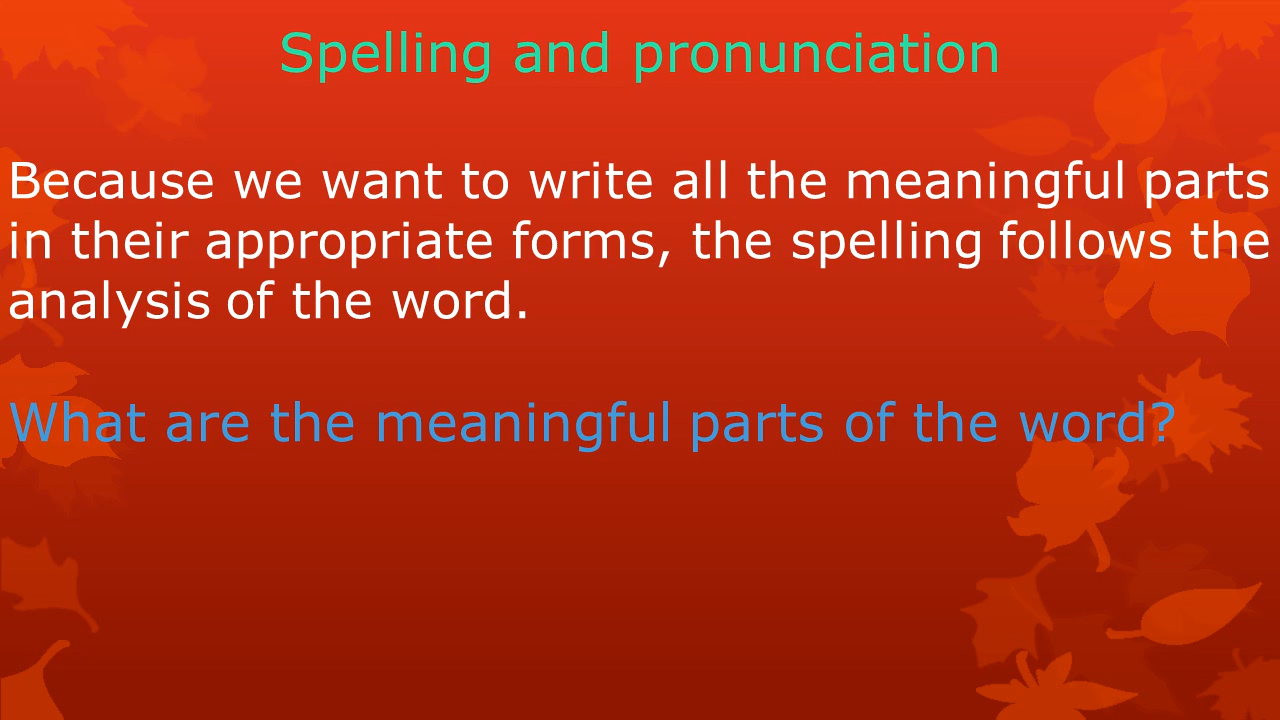 Spelling and pronunciation
Because we want to write all the meaningful parts
in their appropriate forms, the spelling follows the
analysis of the word.
What are the meaningful parts of the word?